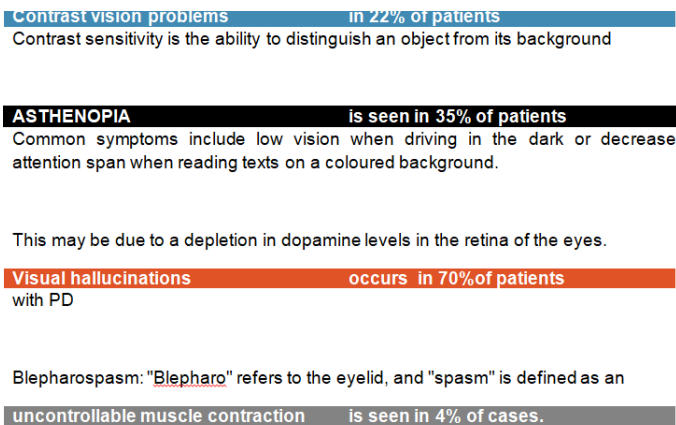 Contrast vision problems in 22% of patients
Contrast sensitivity is the ability to distinguish an object from its background
ASTHENOPIA is seen in 35% of patients
Common symptoms include low vision when driving in the dark or decrease
attention span when reading texts on a coloured background.
This may be due to a depletion in dopamine levels in the retina of the eyes.
Visual hallucinations occurs in 70%of patients
with PD
Blepharospasm: "Blepharo" refers to the eyelid, and "spasm" is defined as an
uncontrollable muscle contraction is seen in 4% of cases.